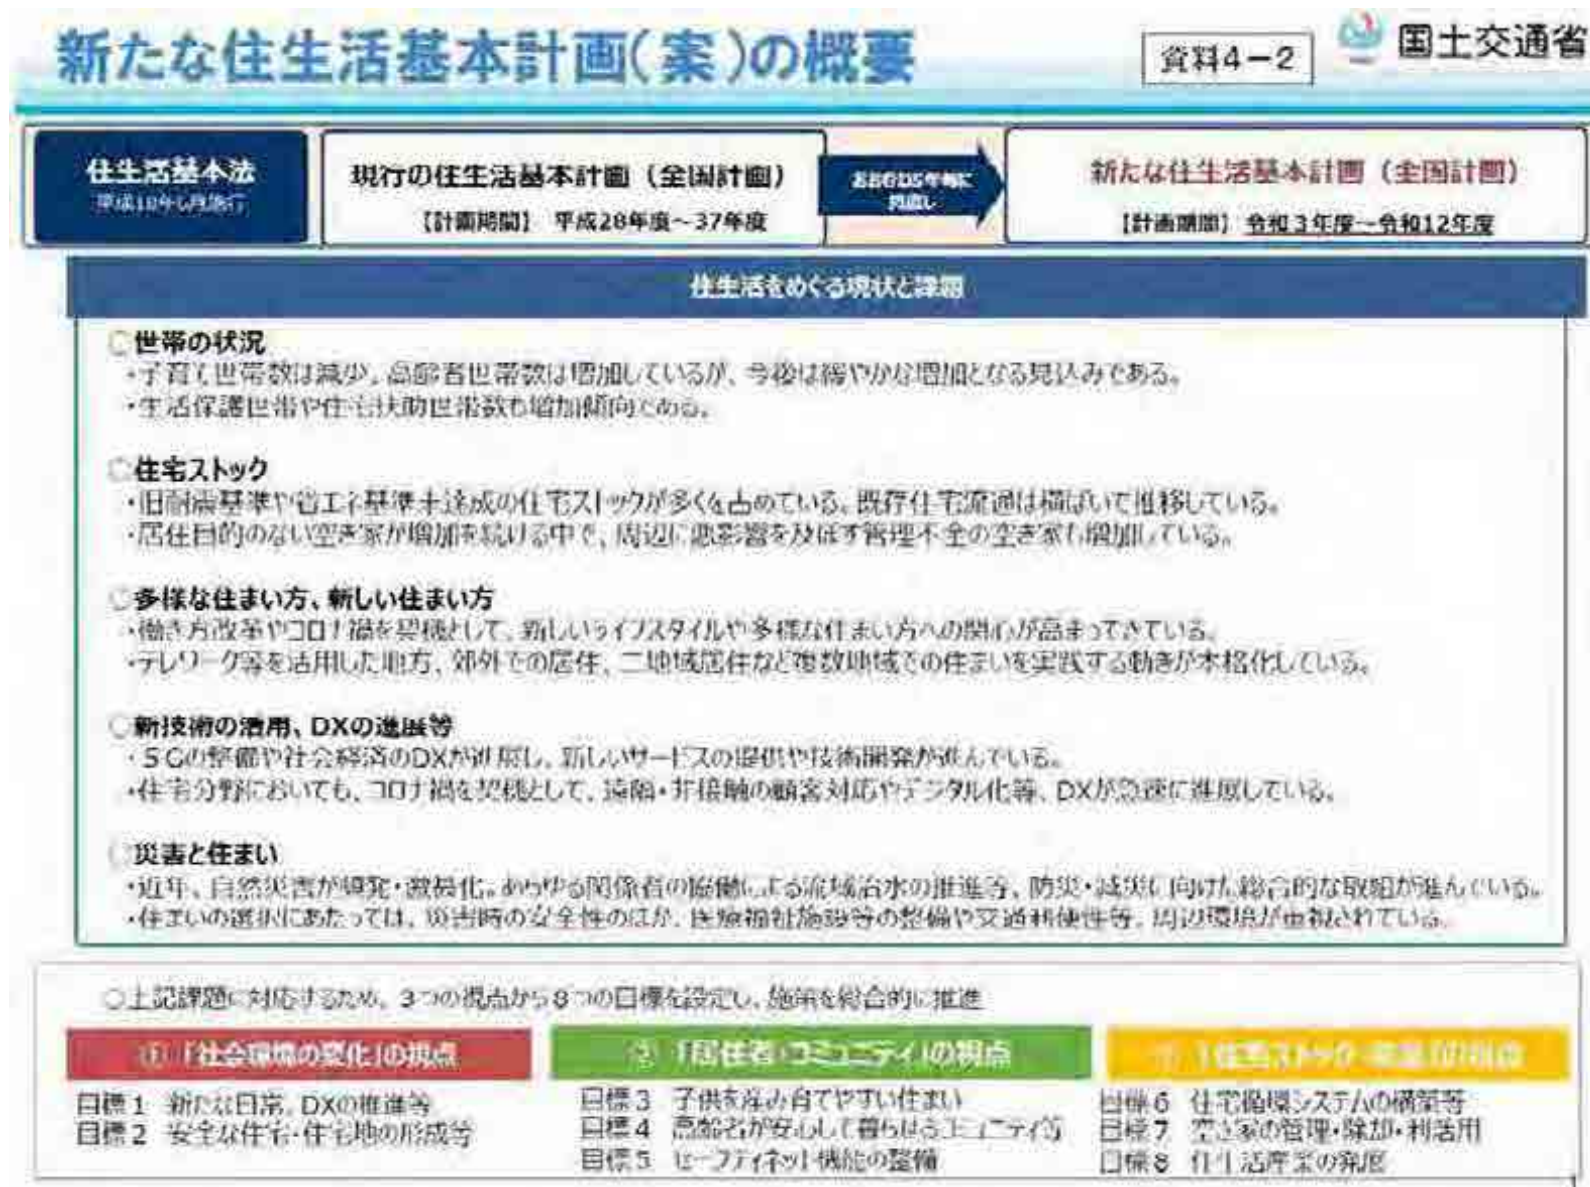 新たな住生活基本計画(案)の概要
資料4-2
国土交通省
住生活基本法
平成18年6月施行
現行の住生活基本計画(全国計画)
【計画期間】 平成28年度~37年度
おおむね5年毎に
見直し
新たな住生活基本計画(全国計画)
【計画期間】 令和3年度~令和12年度
住生活をめぐる現状と課題
○世帯の状況
・子育て世帯数は減少、高齢者世帯数は増加しているが、今後は緩やかな増加となる見込みである。
・生活保護世帯や住宅扶助世帯数も増加傾向である。
○住宅ストック
・旧耐震基準や省エネ基準未達成の住宅ストックが多くを占めている。既存住宅流通は横ばいで推移している。
・居住目的のない空き家が増加を続ける中で、周辺に悪影響を及ぼす管理不全の空き家も増加している。
○多様な住まい方、新しい住まい方
・働き方改革やコロナ禍を契機として、新しいライフスタイルや多様な住まい方への関心が高まってきている。
・テレワーク等を活用した地方、郊外での居住、二地域居住など複数地域での住まいを実践する動きが本格化している。
○新技術の活用、DXの進展等
・5Gの整備や社会経済のDXが進展し、新しいサービスの提供や技術開発が進んでいる。
・住宅分野においても、コロナ禍を契機として、遠隔・非接触の顧客対応やデジタル化等、DXが急速に進展している。
○災害と住まい
・近年、自然災害が頻発・激甚化。あらゆる関係者の協働による流域治水の推進等、防災・減災に向けた総合的な取組が進んでいる。
・住まいの選択にあたっては、災害時の安全性のほか、医療福祉施設等の整備や交通利便性等、周辺環境が重視されている。
○上記課題に対応するため、3つの視点から8つの目標を設定し、施策を総合的に推進
①「社会環境の変化」の視点
目標1 新たな日常、DXの推進等
目標2 安全な住宅・住宅地の形成等
②「居住者・コミュニティ」の視点
目標3 子供を産み育てやすい住まい
目標4 高齢者が安心して暮らせるコミュニティ等
目標5 セーフティネット機能の整備
③「住宅ストック・産業」の視点
目標6 住宅循環システムの構築等
目標7 空き家の管理・除却・利活用
目標8 住生活産業の発展